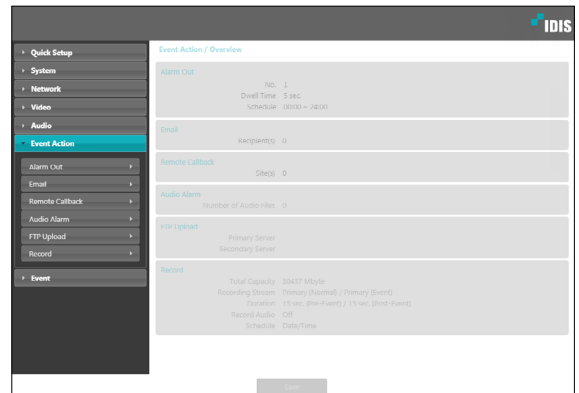 IDIS
Quick Setup
System
Network
Video
Audio
Event Action
Alarm Out
Email
Remote Callback
Audio Alarm
FTP Upload
Record
Event
Event Action / Overview
Alarm Out
No. 1
Dwell Time 5 sec.
Schedule 00:00 ~ 24:00
Email
Recipient(s) 0
Remote Callback
Site(s) 0
Audio Alarm
Number of Audio Files 0
FTP Upload
Primary Server
Secondary Server
Record
Total Capacity 30437 Mbyte
Recording Stream Primary (Normal) / Primary (Event)
Duration 15 sec. (Pre-Event) / 15 sec. (Post-Event)
Record Audio Off
Schedule Date/Time
Save